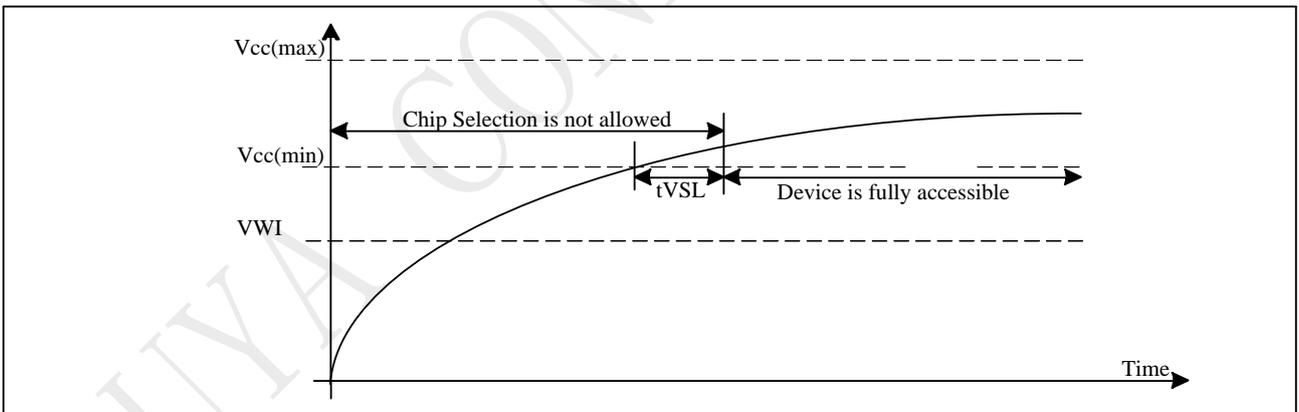 Vcc(max)
Chip Selection is not allowed
Vcc(min)
tVSL
Device is fully accessible
VWI
Time